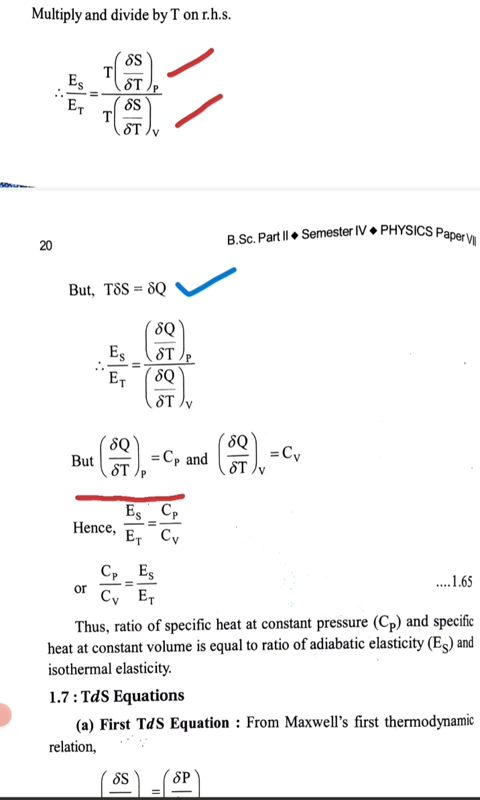 Multiply and divide by T on r.h.s.
∴ E_S/E_T = T(δS/δT)_P / T(δS/δT)_V
20
B.Sc. Part II ◆ Semester IV ◆ PHYSICS Paper VII
But, TδS = δQ
∴ E_S/E_T = (δQ/δT)_P / (δQ/δT)_V
But (δQ/δT)_P = C_P and (δQ/δT)_V = C_V
Hence, E_S/E_T = C_P/C_V
or C_P/C_V = E_S/E_T ....1.65
Thus, ratio of specific heat at constant pressure (C_P) and specific
heat at constant volume is equal to ratio of adiabatic elasticity (E_S) and
isothermal elasticity.
1.7 : TdS Equations
(a) First TdS Equation : From Maxwell's first thermodynamic
relation,
(δS = (δP